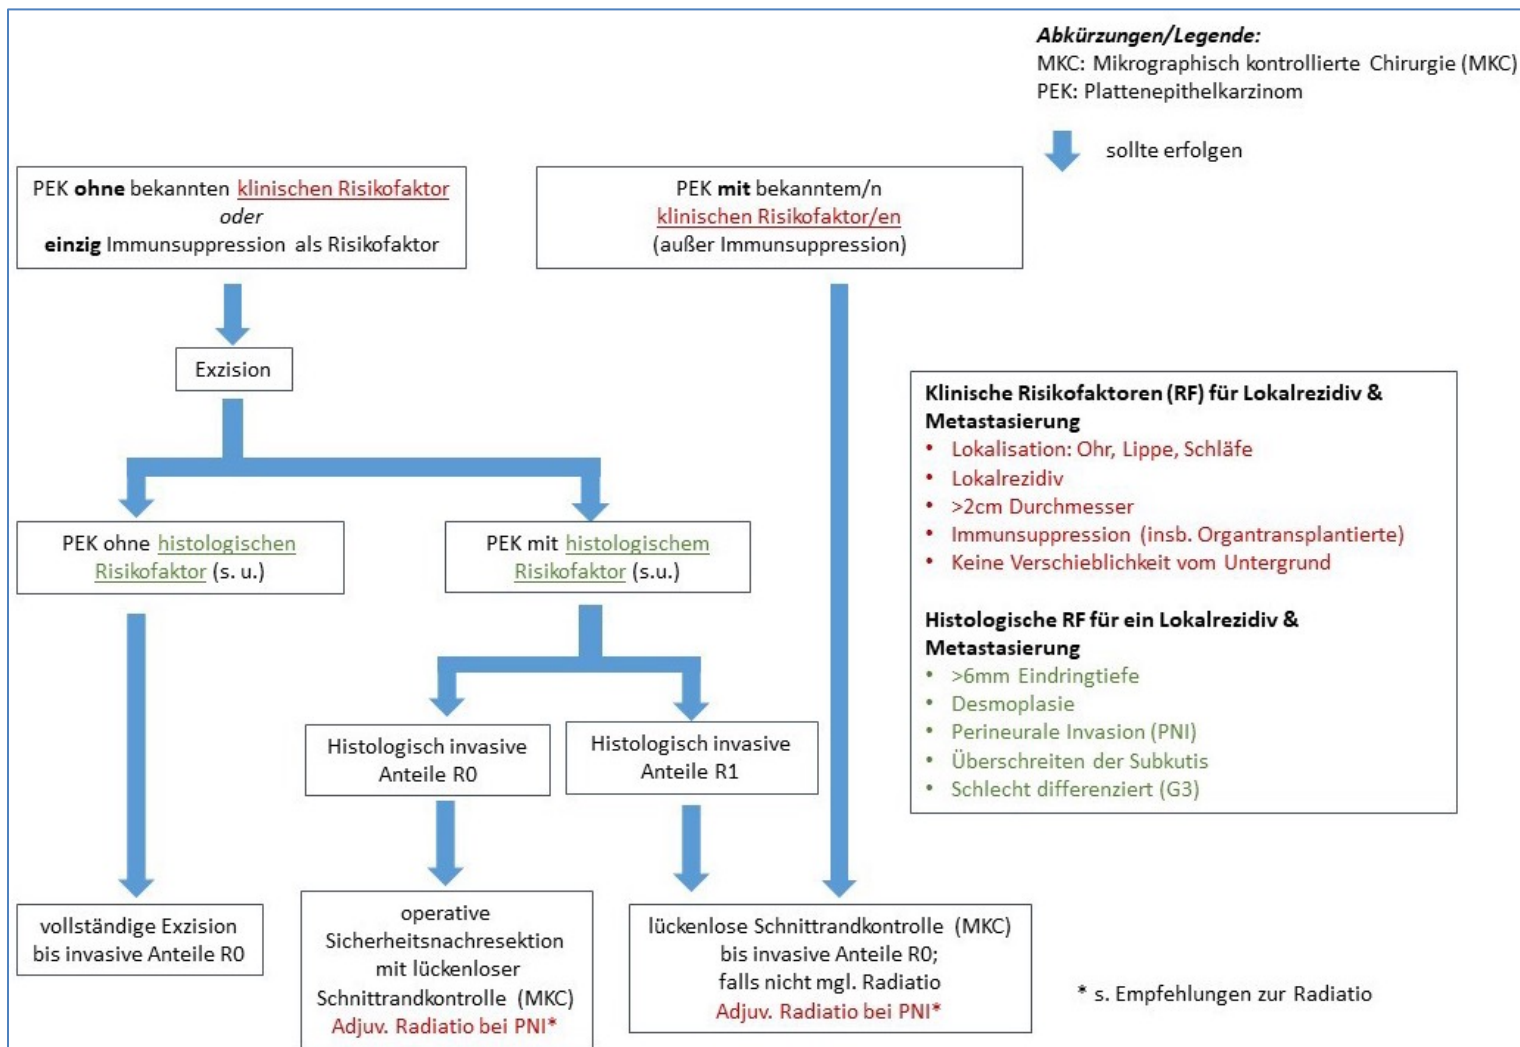 Abkürzungen/Legende:
MKC: Mikrographisch kontrollierte Chirurgie (MKC)
PEK: Plattenepithelkarzinom
sollte erfolgen
PEK ohne bekannten klinischen Risikofaktor
oder
einzig Immunsuppression als Risikofaktor
PEK mit bekanntem/n
klinischen Risikofaktor/en
(außer Immunsuppression)
Exzision
PEK ohne histologischen
Risikofaktor (s. u.)
PEK mit histologischem
Risikofaktor (s.u.)
Histologisch invasive
Anteile R0
Histologisch invasive
Anteile R1
Klinische Risikofaktoren (RF) für Lokalrezidiv &
Metastasierung
• Lokalisation: Ohr, Lippe, Schläfe
• Lokalrezidiv
• >2cm Durchmesser
• Immunsuppression (insb. Organtransplantierte)
• Keine Verschieblichkeit vom Untergrund
Histologische RF für ein Lokalrezidiv &
Metastasierung
• >6mm Eindringtiefe
• Desmoplasie
• Perineurale Invasion (PNI)
• Überschreiten der Subkutis
• Schlecht differenziert (G3)
vollständige Exzision
bis invasive Anteile R0
operative
Sicherheitsnachresektion
mit lückenloser
Schnittrandkontrolle (MKC)
Adjuv. Radiatio bei PNI*
lückenlose Schnittrandkontrolle (MKC)
bis invasive Anteile R0;
falls nicht mgl. Radiatio
Adjuv. Radiatio bei PNI*
* s. Empfehlungen zur Radiatio